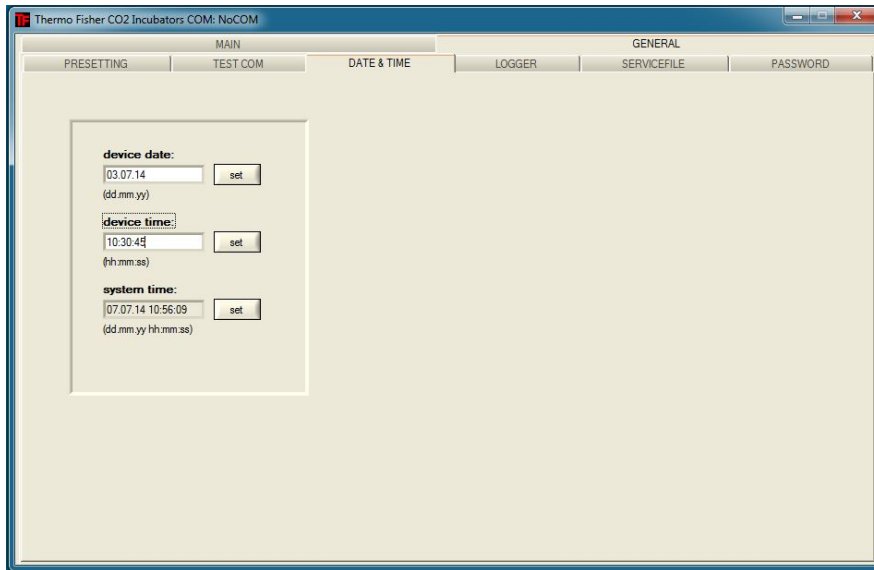 TF Thermo Fisher CO2 Incubators COM: NoCOM
MAIN GENERAL
PRESETTING TEST COM DATE & TIME LOGGER SERVICEFILE PASSWORD
device date:
03.07.14 set
(dd.mm.yy)
device time:
10:30:45 set
(hh:mm:ss)
system time:
07.07.14 10:56:09 set
(dd.mm.yy hh:mm:ss)